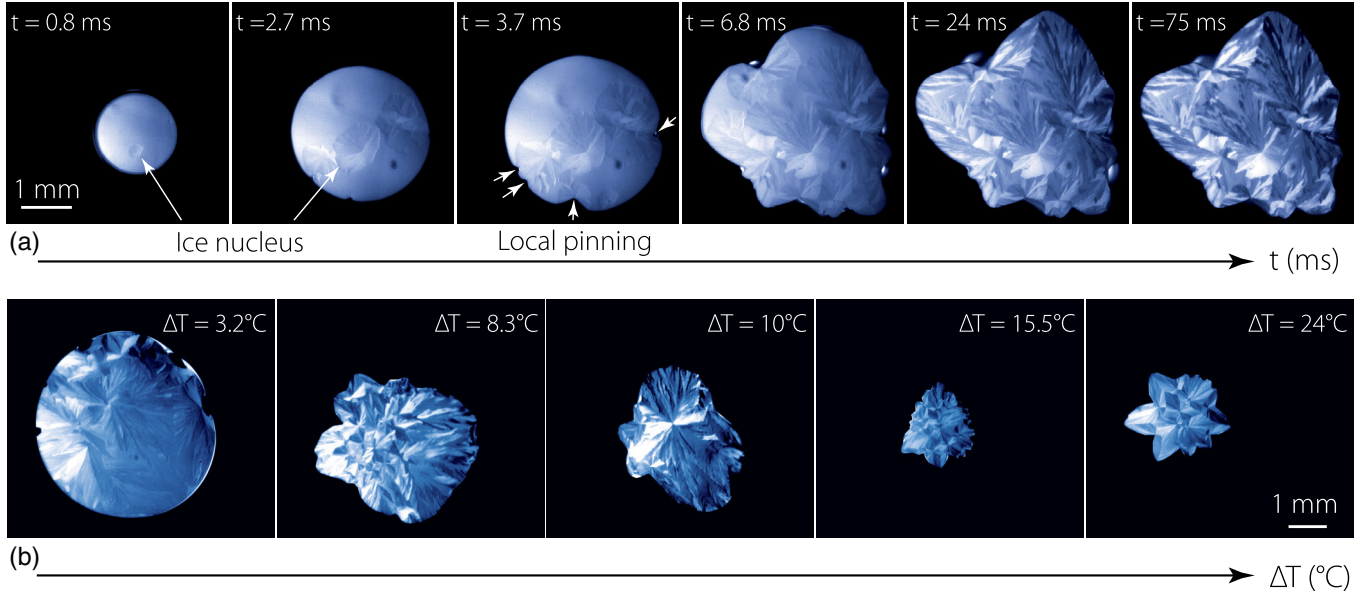 t = 0.8 ms
t =2.7 ms
t = 3.7 ms
t = 6.8 ms
t = 24 ms
t =75 ms
1 mm
(a)
Ice nucleus
Local pinning
t (ms)
ΔT = 3.2°C
ΔT = 8.3°C
ΔT = 10°C
ΔT = 15.5°C
ΔT = 24°C
1 mm
(b)
ΔT (°C)